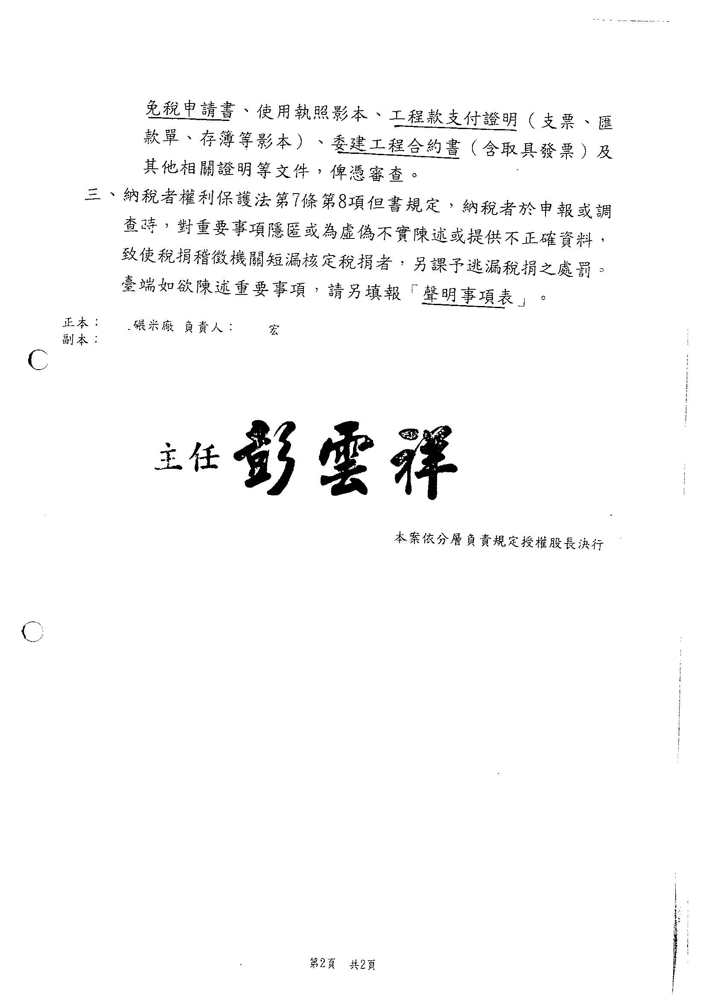 免稅申請書、使用執照影本、工程款支付證明（支票、匯
款單、存簿等影本）、委建工程合約書（含取具發票）及
其他相關證明等文件，俾憑審查。
三、納稅者權利保護法第7條第8項但書規定，納稅者於申報或調
查時，對重要事項隱匿或為虛偽不實陳述或提供不正確資料，
致使稅捐稽徵機關短漏核定稅捐者，另課予逃漏稅捐之處罰。
臺端如欲陳述重要事項，請另填報「聲明事項表」。
正本： 碾米廠 負責人： 宏
副本：
主任 彭雲祥
本案依分層負責規定授權股長決行
第2頁 共2頁